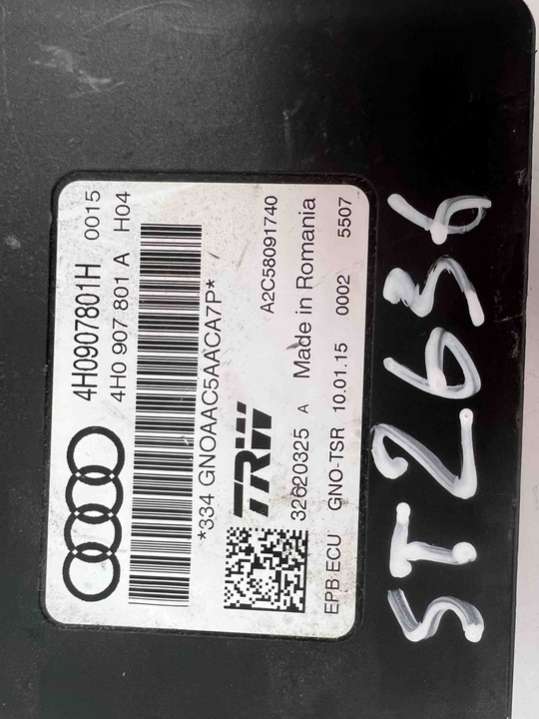 4H0907801H 0015
4H0 907 801 A H04
*334 GNOAAC5AACA7P*
TRW
A2C58091740
32620325 A Made in Romania
EPB ECU GNO-TSR 10.01.15 0002 5507
ST2636